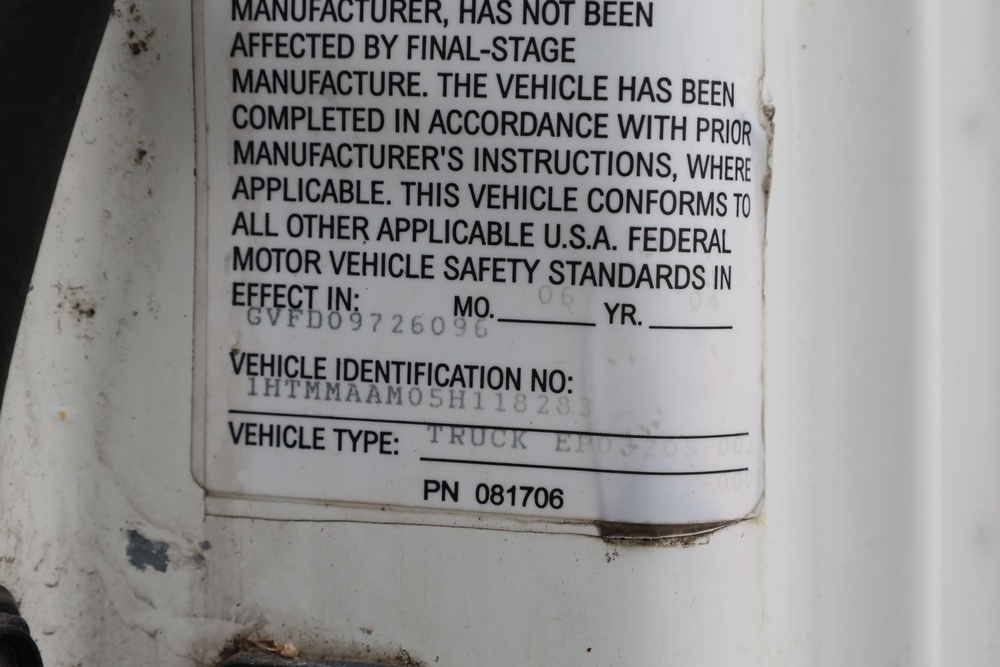 MANUFACTURER, HAS NOT BEEN
AFFECTED BY FINAL-STAGE
MANUFACTURE. THE VEHICLE HAS BEEN
COMPLETED IN ACCORDANCE WITH PRIOR
MANUFACTURER'S INSTRUCTIONS, WHERE
APPLICABLE. THIS VEHICLE CONFORMS TO
ALL OTHER APPLICABLE U.S.A. FEDERAL
MOTOR VEHICLE SAFETY STANDARDS IN
EFFECT IN: MO. 06 YR. 04
GVFD09726096
VEHICLE IDENTIFICATION NO:
1HTMMAAM05H118283
VEHICLE TYPE: TRUCK
PN 081706